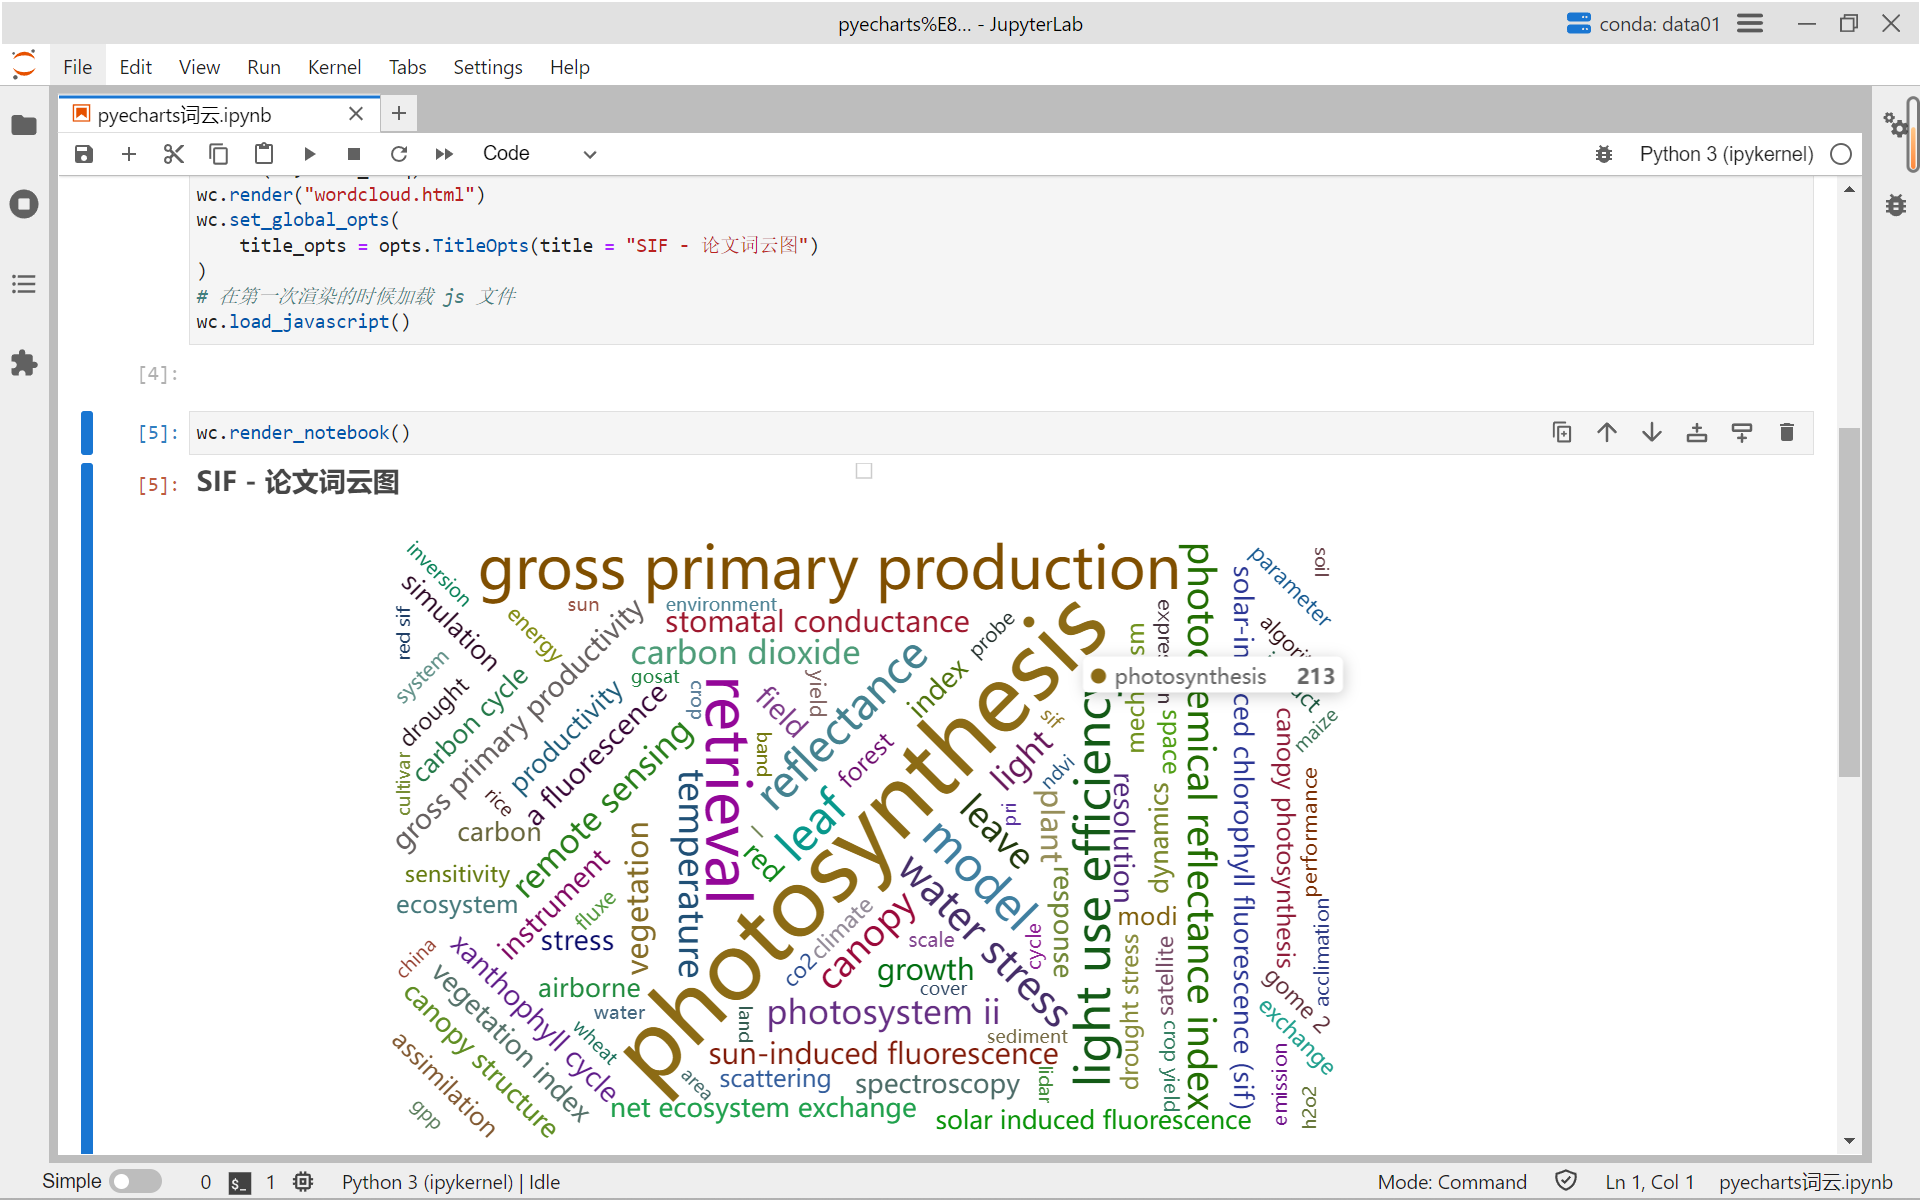 pyecharts%E8... - JupyterLab
conda: data01
File Edit View Run Kernel Tabs Settings Help
pyecharts词云.ipynb
Code
Python 3 (ipykernel)
wc.render("wordcloud.html")
wc.set_global_opts(
title_opts = opts.TitleOpts(title = "SIF - 论文词云图")
)
# 在第一次渲染的时候加载 js 文件
wc.load_javascript()
[4]:
[5]: wc.render_notebook()
[5]: SIF - 论文词云图
gross primary production
photosynthesis
photosynthesis 213
retrieval
light use efficiency
photochemical reflectance index
solar-induced chlorophyll fluorescence (sif)
inversion
simulation
red sif
system
drought
energy
sun
environment
stomatal conductance
carbon dioxide
gosat
crop
yield
field
probe
index
reflectance
gross primary productivity
carbon cycle
productivity
a fluorescence
remote sensing
cultivar
rice
carbon
sensitivity
ecosystem
instrument
fluxe
stress
vegetation
temperature
band
forest
leaf
/
red
sif
light
ndvi
pri
leave
model
plant
water stress
response
resolution
mechanism
space
dynamics
canopy photosynthesis
performance
maize
parameter
soil
modi
cycle
scale
climate
co2
canopy
growth
cover
photosystem ii
sediment
drought stress
satellite
crop yield
acclimation
gome 2
exchange
emission
h2o2
china
xanthophyll cycle
vegetation index
canopy structure
assimilation
gpp
airborne
water
wheat
land
area
sun-induced fluorescence
scattering
spectroscopy
lidar
net ecosystem exchange
solar induced fluorescence
Simple 0 $_ 1 Python 3 (ipykernel) | Idle
Mode: Command Ln 1, Col 1 pyecharts词云.ipynb